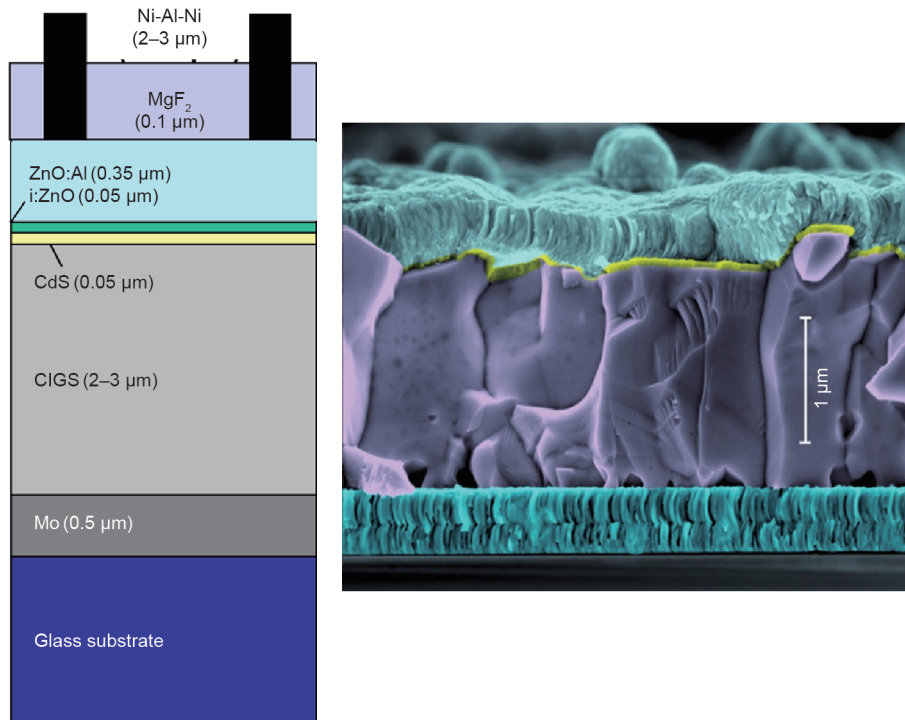 Ni-Al-Ni
(2–3 µm)
MgF₂
(0.1 µm)
ZnO:Al (0.35 µm)
i:ZnO (0.05 µm)
CdS (0.05 µm)
CIGS (2–3 µm)
Mo (0.5 µm)
Glass substrate
1 µm